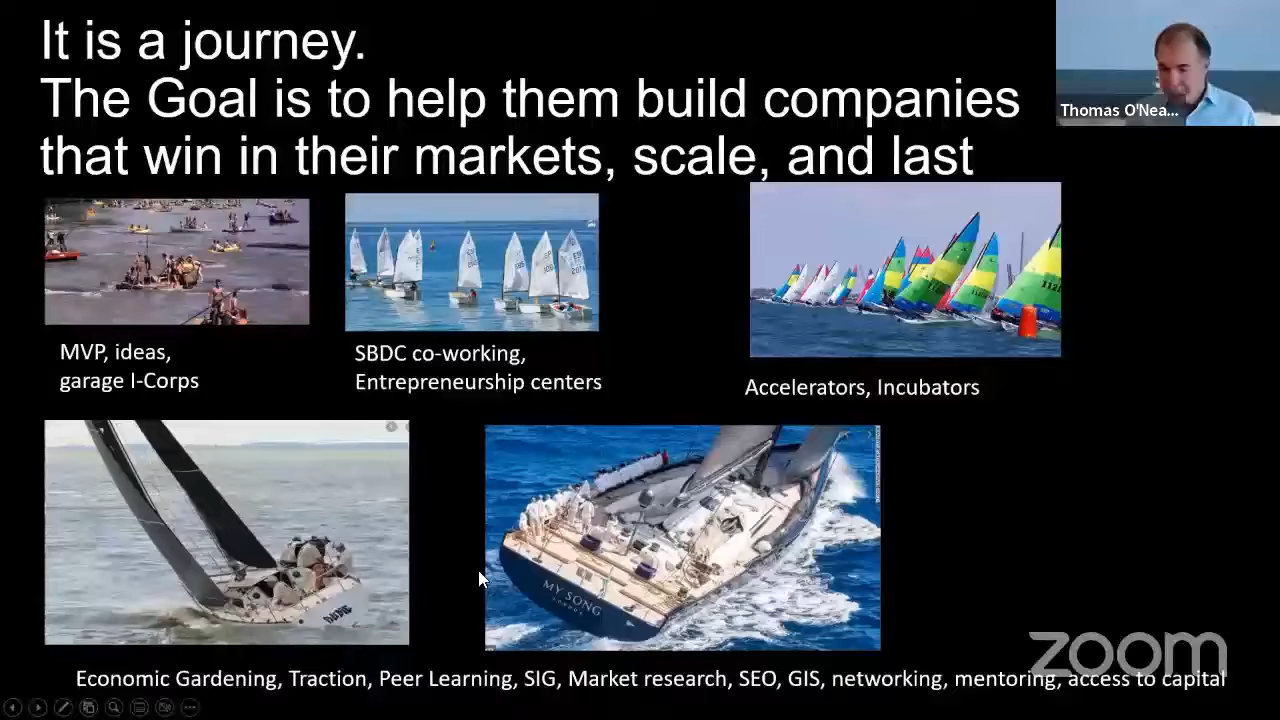 It is a journey.
The Goal is to help them build companies
that win in their markets, scale, and last
Thomas O'Nea...
MVP, ideas,
garage I-Corps
SBDC co-working,
Entrepreneurship centers
Accelerators, Incubators
MY SONG
LONDON
zoom
Economic Gardening, Traction, Peer Learning, SIG, Market research, SEO, GIS, networking, mentoring, access to capital